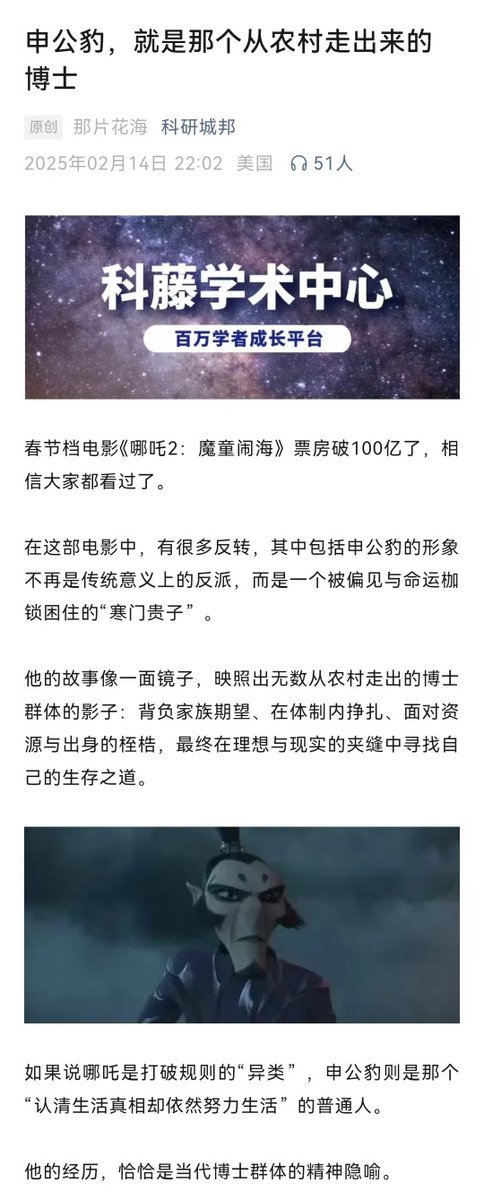 申公豹，就是那个从农村走出来的
博士
原创 那片花海 科研城邦
2025年02月14日 22:02 美国 51人
科藤学术中心
百万学者成长平台
春节档电影《哪吒2：魔童闹海》票房破100亿了，相
信大家都看过了。
在这部电影中，有很多反转，其中包括申公豹的形象
不再是传统意义上的反派，而是一个被偏见与命运枷
锁困住的“寒门贵子”。
他的故事像一面镜子，映照出无数从农村走出的博士
群体的影子：背负家族期望、在体制内挣扎、面对资
源与出身的桎梏，最终在理想与现实的夹缝中寻找自
己的生存之道。
如果说哪吒是打破规则的“异类”，申公豹则是那个
“认清生活真相却依然努力生活”的普通人。
他的经历，恰恰是当代博士群体的精神隐喻。